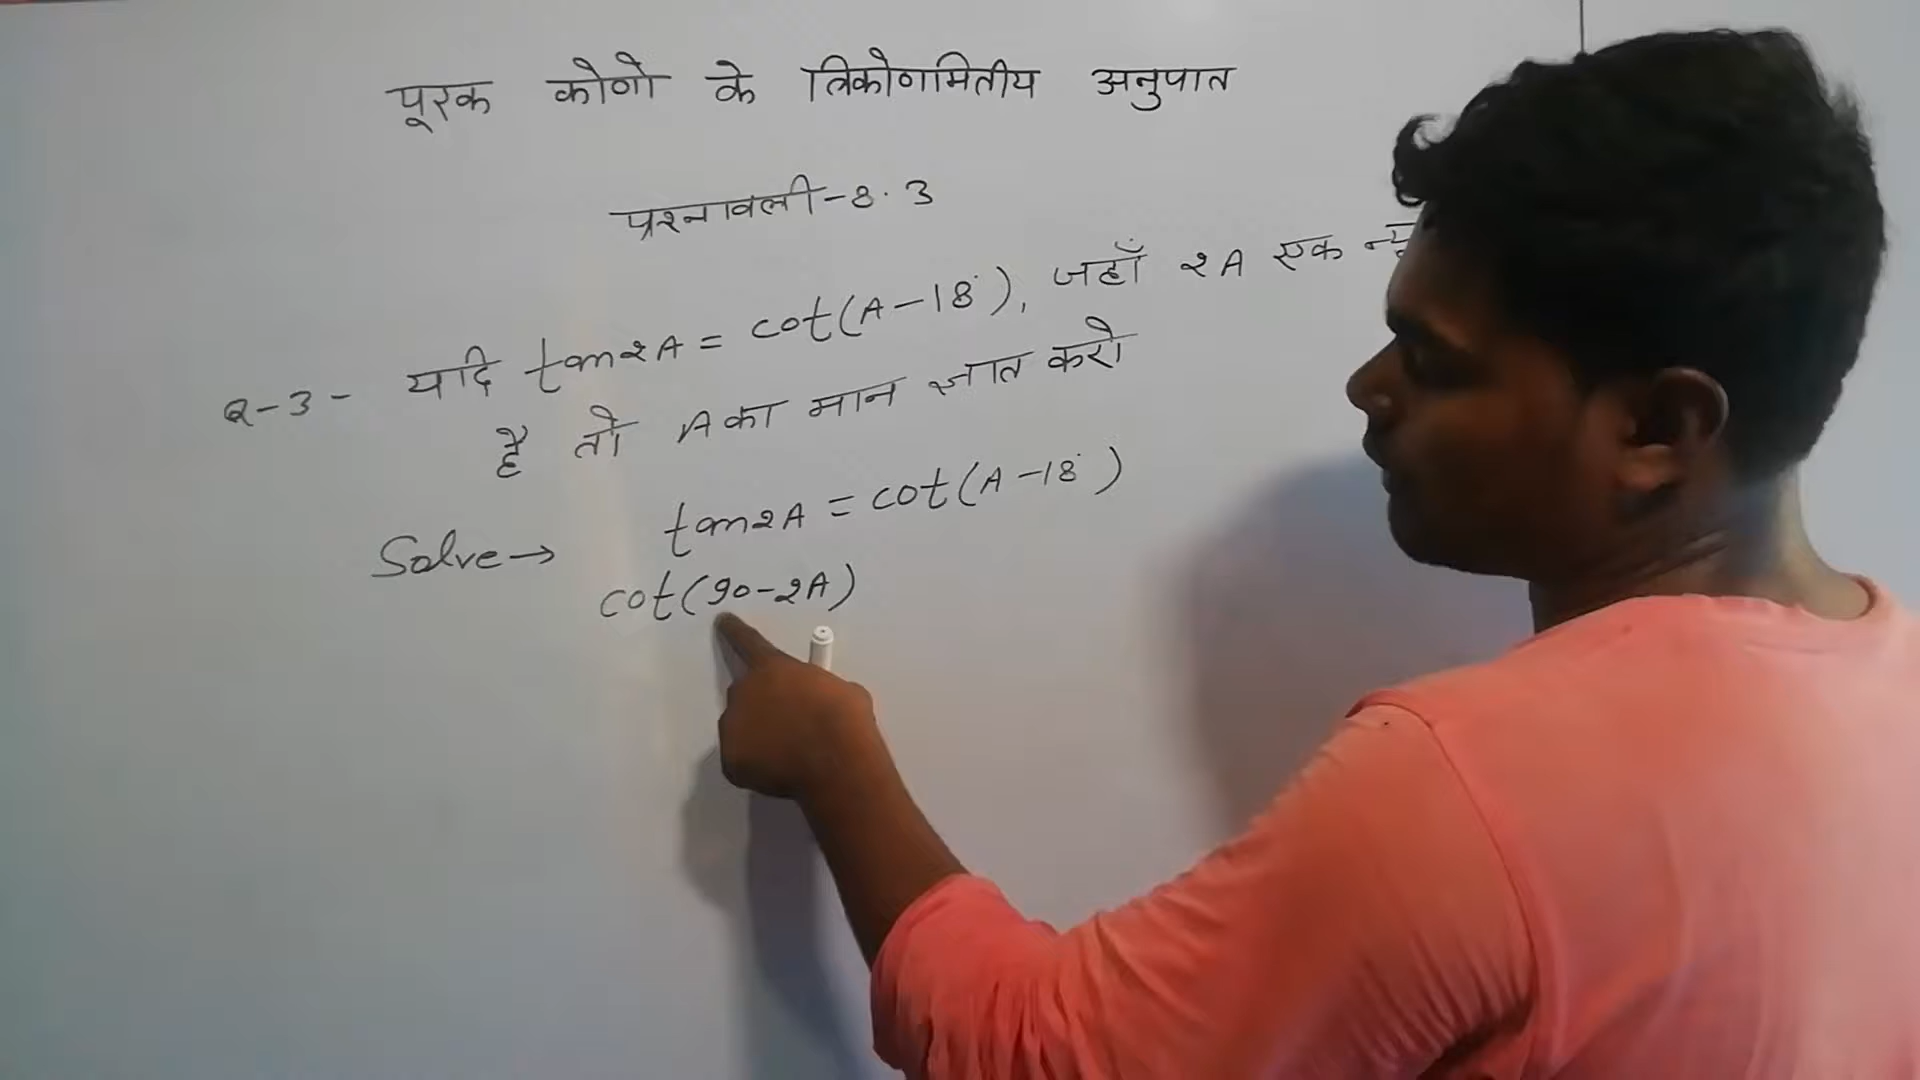 पूरक कोणो के त्रिकोणमितीय अनुपात
प्रश्नावली-8.3
Q-3- यदि tan2A = cot(A-18°), जहाँ 2A एक
है तो A का मान ज्ञात करो
Solve→ tan2A = cot(A-18°)
cot(90-2A)